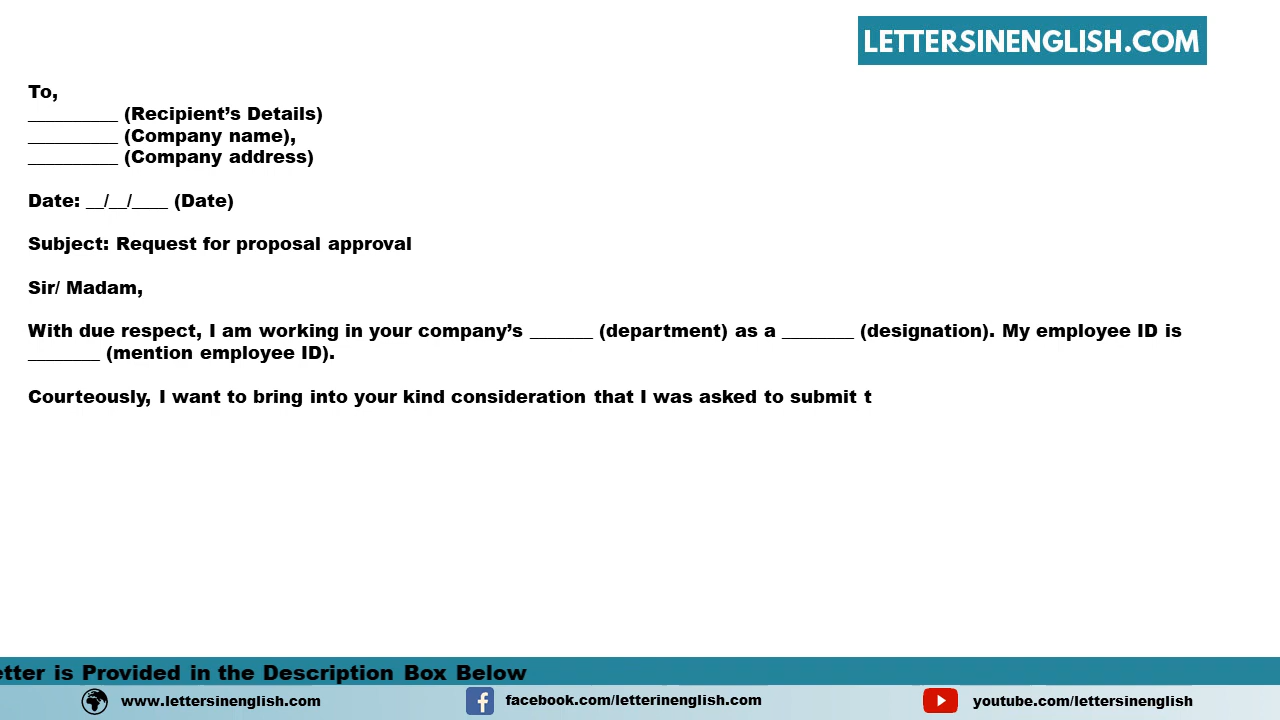 LETTERSINENGLISH.COM
To,
__________ (Recipient’s Details)
__________ (Company name),
__________ (Company address)
Date: __/__/____ (Date)
Subject: Request for proposal approval
Sir/ Madam,
With due respect, I am working in your company’s _______ (department) as a ________ (designation). My employee ID is
________ (mention employee ID).
Courteously, I want to bring into your kind consideration that I was asked to submit t
etter is Provided in the Description Box Below
www.lettersinenglish.com
facebook.com/letterinenglish.com
youtube.com/lettersinenglish